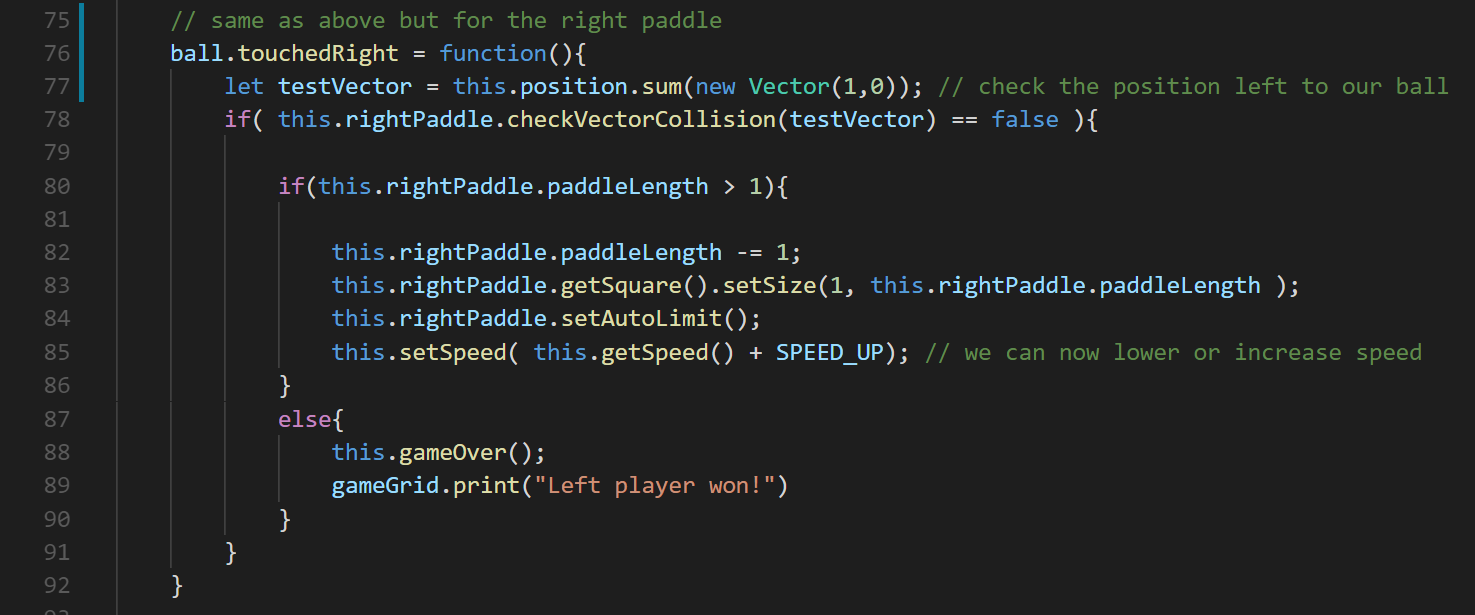 75 // same as above but for the right paddle
76 ball.touchedRight = function(){
77 let testVector = this.position.sum(new Vector(1,0)); // check the position left to our ball
78 if( this.rightPaddle.checkVectorCollision(testVector) == false ){
79
80 if(this.rightPaddle.paddleLength > 1){
81
82 this.rightPaddle.paddleLength -= 1;
83 this.rightPaddle.getSquare().setSize(1, this.rightPaddle.paddleLength );
84 this.rightPaddle.setAutoLimit();
85 this.setSpeed( this.getSpeed() + SPEED_UP); // we can now lower or increase speed
86 }
87 else{
88 this.gameOver();
89 gameGrid.print("Left player won!")
90 }
91 }
92 }